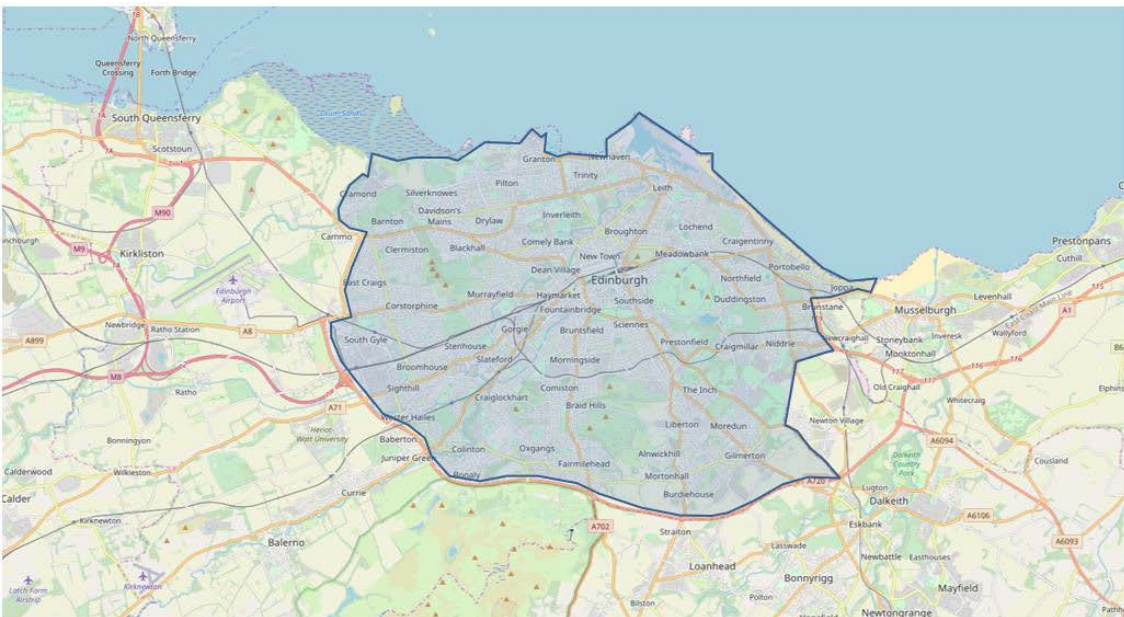 16
North Queensferry
Queensferry
Crossing
Forth Bridge
1A
South Queensferry
1A
Scotstoun
M90
Cammo
M9
Kirkliston
Edinburgh
Airport
Newbridge
Ratho Station
A8
A899
M8
Ratho
A71
Heriot-
Watt University
Bonnington
Wilkieston
Calderwood
Calder
Kirknewton
Kirknewton
Currie
Balerno
Cramond
Silverknowes
Pilton
Granton
Newhaven
Trinity
Leith
Barnton
Davidson's
Mains
Drylaw
Inverleith
Broughton
Lochend
Clermiston
Blackhall
Comely Bank
New Town
Meadowbank
Craigentinny
East Craigs
Dean Village
Edinburgh
Northfield
Portobello
Joppa
Corstorphine
Murrayfield
Haymarket
Fountainbridge
Southside
Duddingston
Brunstane
South Gyle
Gorgie
Bruntsfield
Sciennes
Stenhouse
Prestonfield
Craigmillar
Niddrie
Newcraighall
Broomhouse
Slateford
Morningside
Sighthill
Craiglockhart
Comiston
The Inch
Wester Hailes
Braid Hills
Baberton
Juniper Green
Colinton
Oxgangs
Liberton
Moredun
Bonaly
Fairmilehead
Alnwickhill
Gilmerton
Mortonhall
Burdiehouse
A720
A702
Straiton
Loanhead
Bilston
Lasswade
Polton
Bonnyrigg
Newtongrange
Newbattle
Easthouses
Mayfield
Eskbank
Lugton
Dalkeith
Dalkeith
Country
Park
Newton Village
A6094
A6106
A6093
Cousland
Whitecraig
Old Craighall
Monktonhall
Stoneybank
Musselburgh
Inveresk
Wallyford
Levenhall
East Coast Main Line
A1
Prestonpans
Cuthill